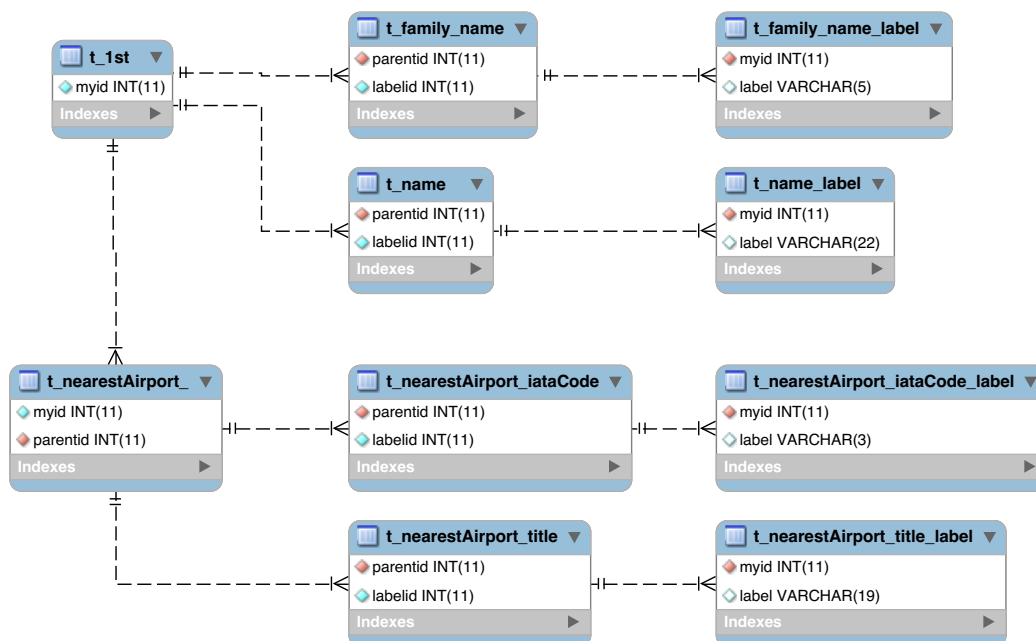 t_1st
myid INT(11)
Indexes
t_family_name
parentid INT(11)
labelid INT(11)
Indexes
t_family_name_label
myid INT(11)
label VARCHAR(5)
Indexes
t_name
parentid INT(11)
labelid INT(11)
Indexes
t_name_label
myid INT(11)
label VARCHAR(22)
Indexes
t_nearestAirport_
myid INT(11)
parentid INT(11)
Indexes
t_nearestAirport_iataCode
parentid INT(11)
labelid INT(11)
Indexes
t_nearestAirport_iataCode_label
myid INT(11)
label VARCHAR(3)
Indexes
t_nearestAirport_title
parentid INT(11)
labelid INT(11)
Indexes
t_nearestAirport_title_label
myid INT(11)
label VARCHAR(19)
Indexes